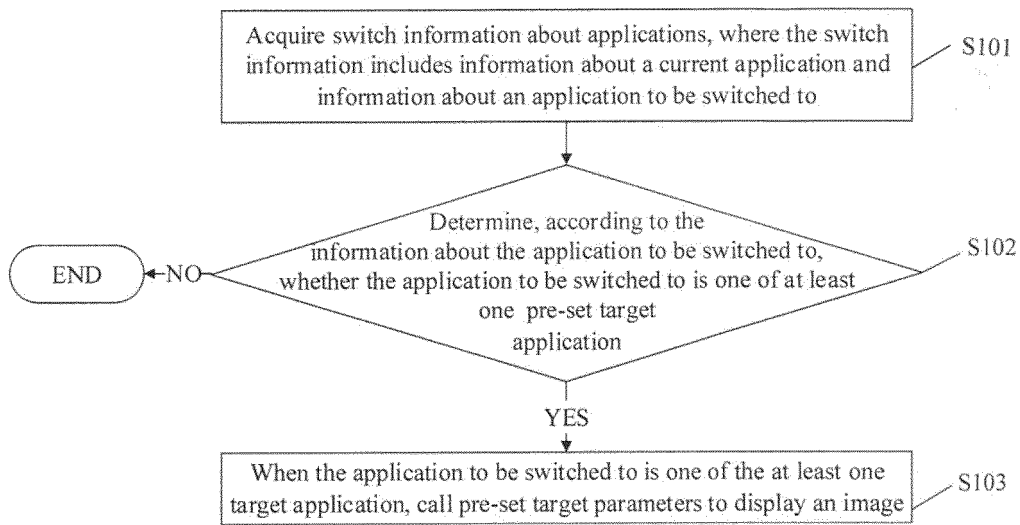 Acquire switch information about applications, where the switch
information includes information about a current application and
information about an application to be switched to
S101
Determine, according to the
information about the application to be switched to,
whether the application to be switched to is one of at least
one pre-set target
application
S102
END
NO
YES
When the application to be switched to is one of the at least one
target application, call pre-set target parameters to display an image
S103